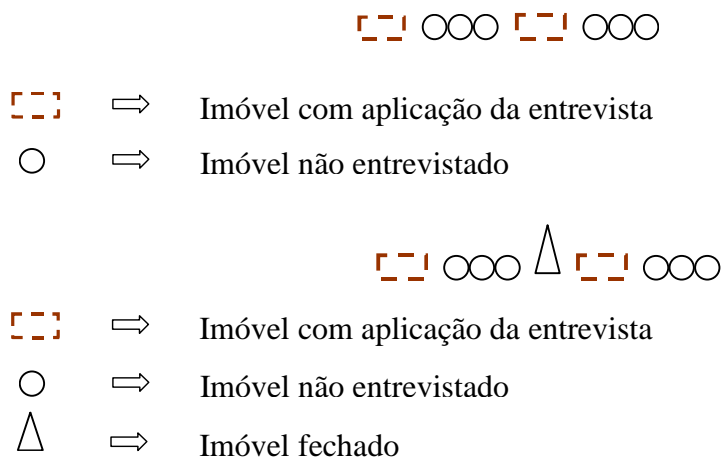 Imóvel com aplicação da entrevista
Imóvel não entrevistado
Imóvel com aplicação da entrevista
Imóvel não entrevistado
Imóvel fechado